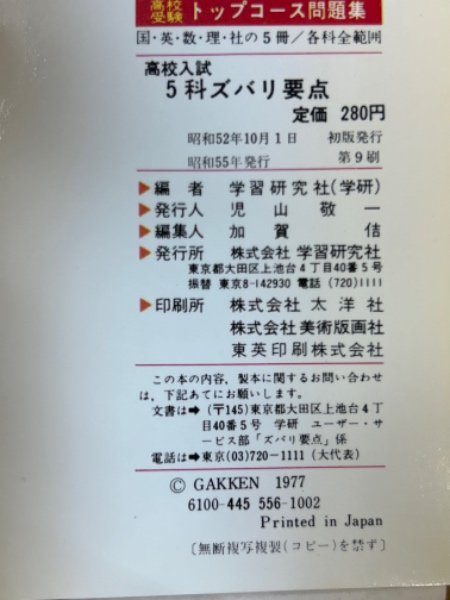 高校
受験 トップコース問題集
国・英・数・理・社の5冊/各科全範囲
高校入試
5科ズバリ要点
定価 280円
昭和52年10月1日 初版発行
昭和55年発行 第9刷
▶編者 学習研究社(学研)
▶発行人 児山敬一
▶編集人 加賀佶
▶発行所 株式会社 学習研究社
東京都大田区上池台4丁目40番5号
振替 東京8-142930 電話 (720)1111
▶印刷所 株式会社 太洋社
株式会社 美術版画社
東英印刷株式会社
この本の内容,製本に関するお問い合わせ
は,下記あてにお願いします。
文書は➡(〒145)東京都大田区上池台4丁
目40番5号 学研 ユーザー・サ
ービス部「ズバリ要点」係
電話は➡東京(03)720-1111(大代表)
© GAKKEN 1977
6100-445 556-1002
Printed in Japan
〔無断複写複製(コピー)を禁ず〕